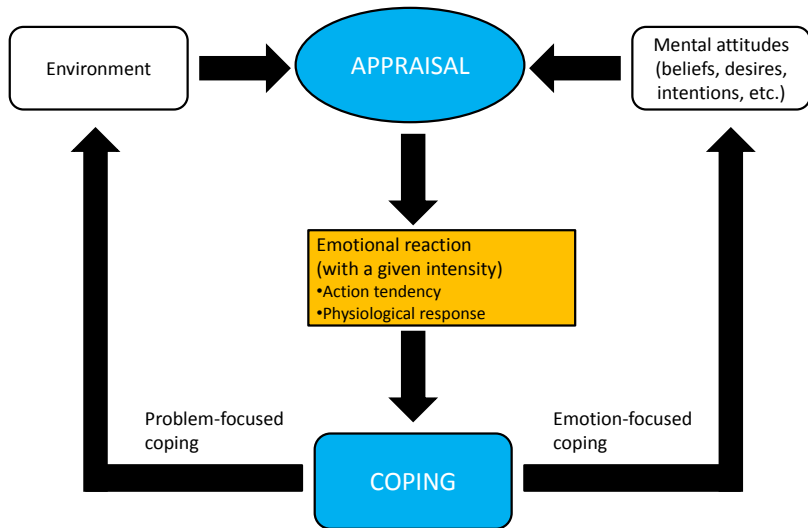 Environment
APPRAISAL
Mental attitudes
(beliefs, desires,
intentions, etc.)
Emotional reaction
(with a given intensity)
•Action tendency
•Physiological response
Problem-focused
coping
Emotion-focused
coping
COPING